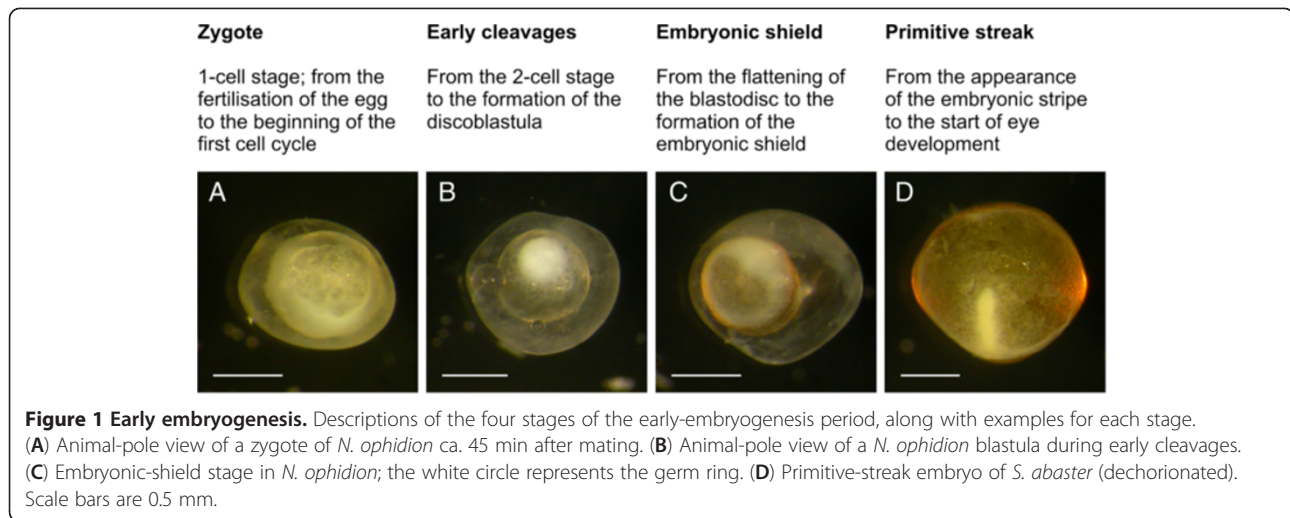 Zygote
1-cell stage; from the
fertilisation of the egg
to the beginning of the
first cell cycle
Early cleavages
From the 2-cell stage
to the formation of the
discoblastula
Embryonic shield
From the flattening of
the blastodisc to the
formation of the
embryonic shield
Primitive streak
From the appearance
of the embryonic stripe
to the start of eye
development
A
B
C
D
Figure 1 Early embryogenesis. Descriptions of the four stages of the early-embryogenesis period, along with examples for each stage.
(A) Animal-pole view of a zygote of N. ophidion ca. 45 min after mating. (B) Animal-pole view of a N. ophidion blastula during early cleavages.
(C) Embryonic-shield stage in N. ophidion; the white circle represents the germ ring. (D) Primitive-streak embryo of S. abaster (dechorionated).
Scale bars are 0.5 mm.